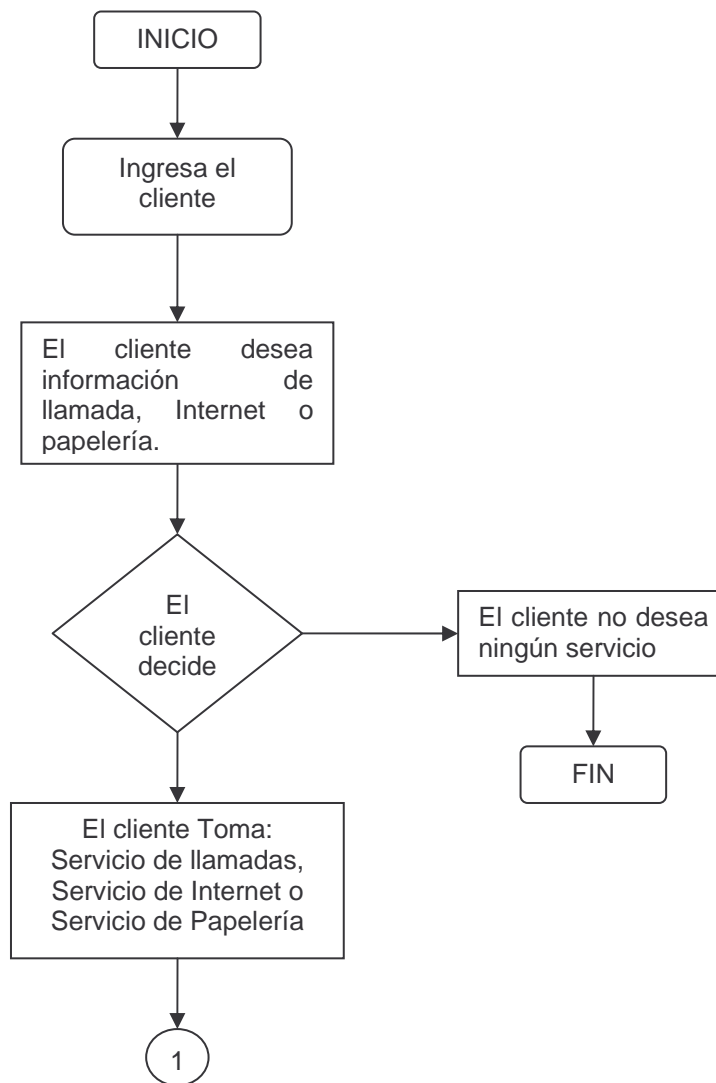 INICIO
Ingresa el
cliente
El cliente desea
información de
llamada, Internet o
papelería.
El
cliente
decide
El cliente no desea
ningún servicio
FIN
El cliente Toma:
Servicio de llamadas,
Servicio de Internet o
Servicio de Papelería
1